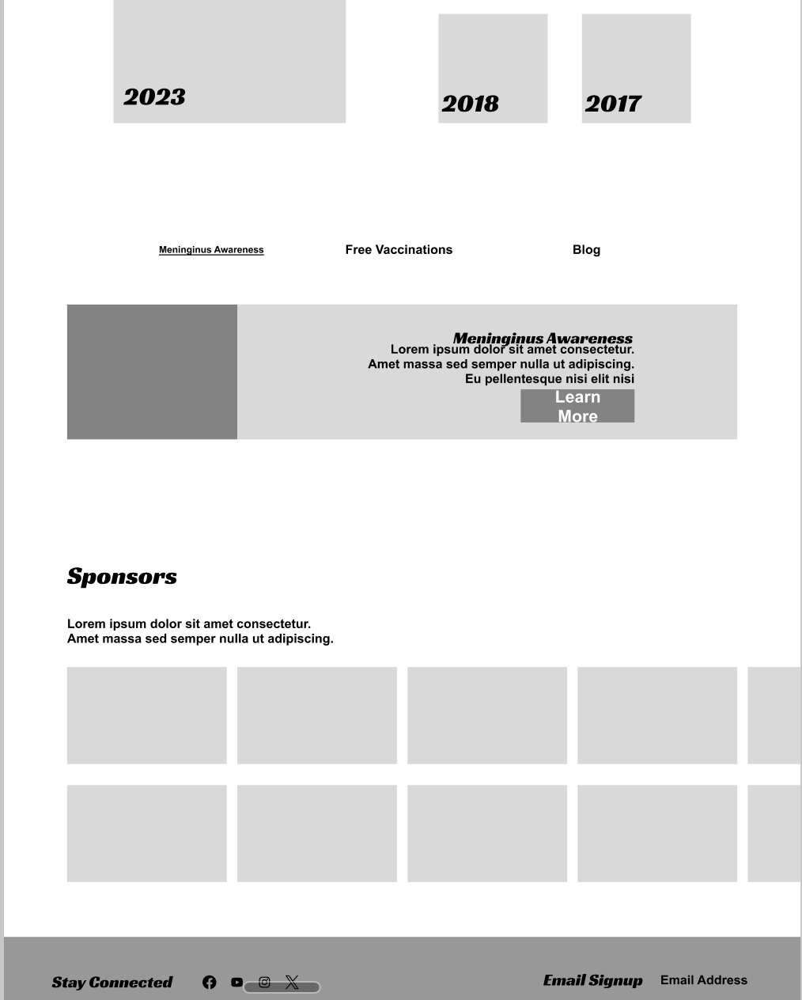 2023
2018
2017
Meninginus Awareness
Free Vaccinations
Blog
Meninginus Awareness
Lorem ipsum dolor sit amet consectetur.
Amet massa sed semper nulla ut adipiscing.
Eu pellentesque nisi elit nisi
Learn
More
Sponsors
Lorem ipsum dolor sit amet consectetur.
Amet massa sed semper nulla ut adipiscing.
Stay Connected
Email Signup
Email Address